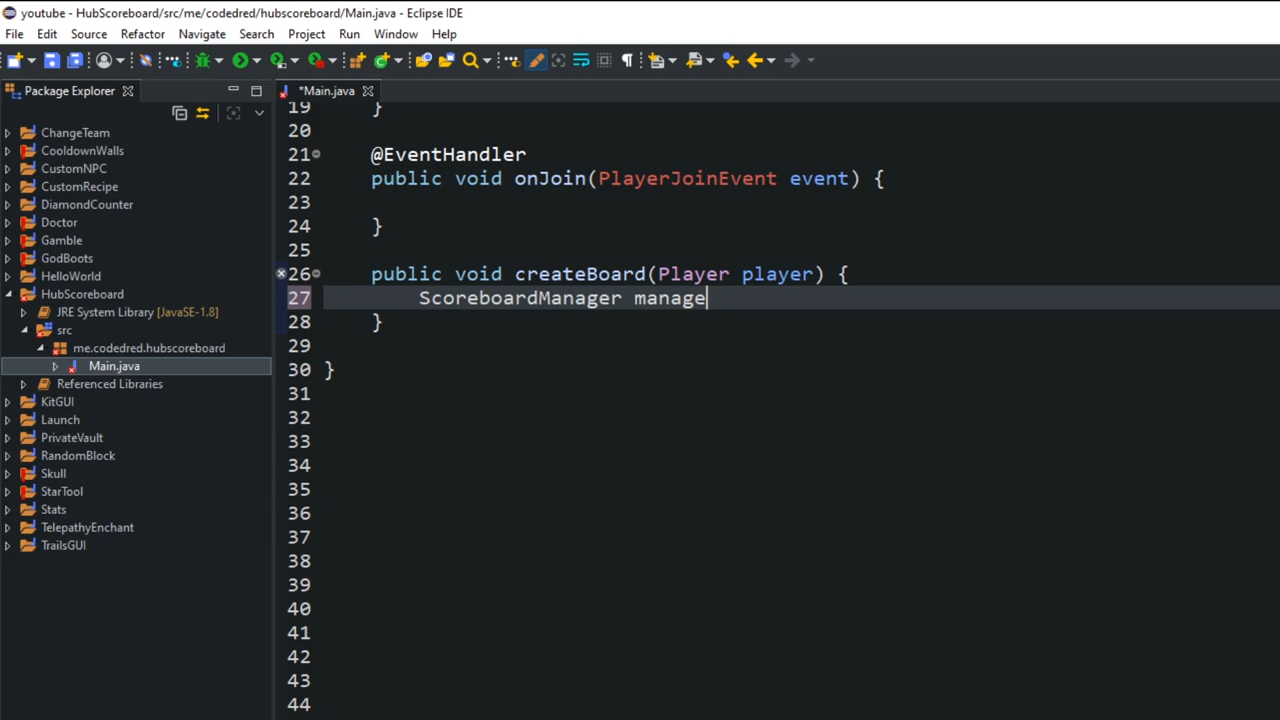 youtube - HubScoreboard/src/me/codedred/hubscoreboard/Main.java - Eclipse IDE
File Edit Source Refactor Navigate Search Project Run Window Help
Package Explorer
*Main.java
ChangeTeam
CooldownWalls
CustomNPC
CustomRecipe
DiamondCounter
Doctor
Gamble
GodBoots
HelloWorld
HubScoreboard
JRE System Library [JavaSE-1.8]
src
me.codedred.hubscoreboard
Main.java
Referenced Libraries
KitGUI
Launch
PrivateVault
RandomBlock
Skull
StarTool
Stats
TelepathyEnchant
TrailsGUI
19 }
20
21 @EventHandler
22 public void onJoin(PlayerJoinEvent event) {
23
24 }
25
26 public void createBoard(Player player) {
27 ScoreboardManager manage
28 }
29
30 }
31
32
33
34
35
36
37
38
39
40
41
42
43
44